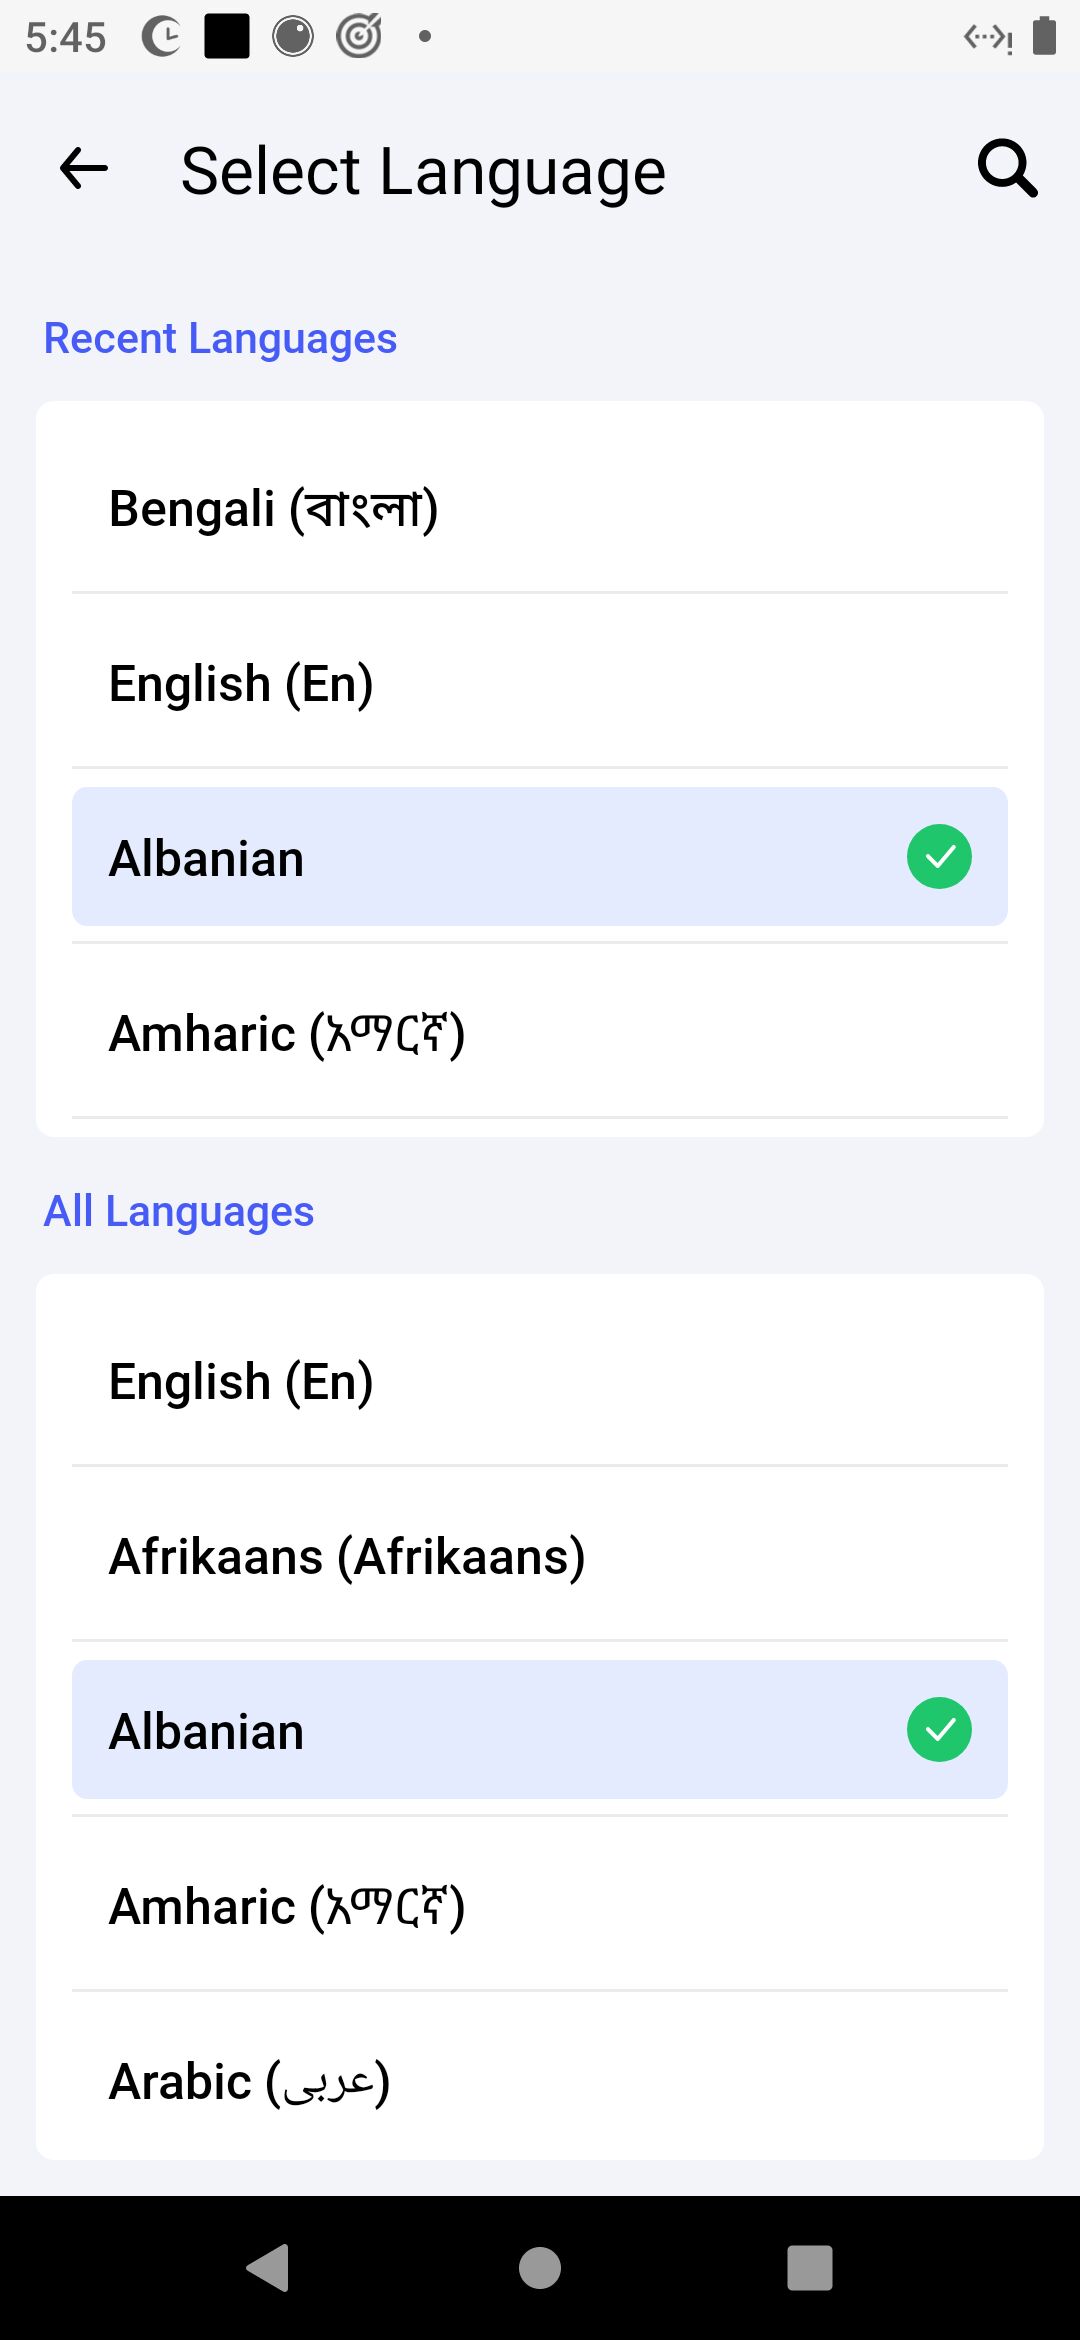 5:45
Select Language
Recent Languages
Bengali (বাংলা)
English (En)
Albanian
Amharic (አማርኛ)
All Languages
English (En)
Afrikaans (Afrikaans)
Albanian
Amharic (አማርኛ)
Arabic (عربى)